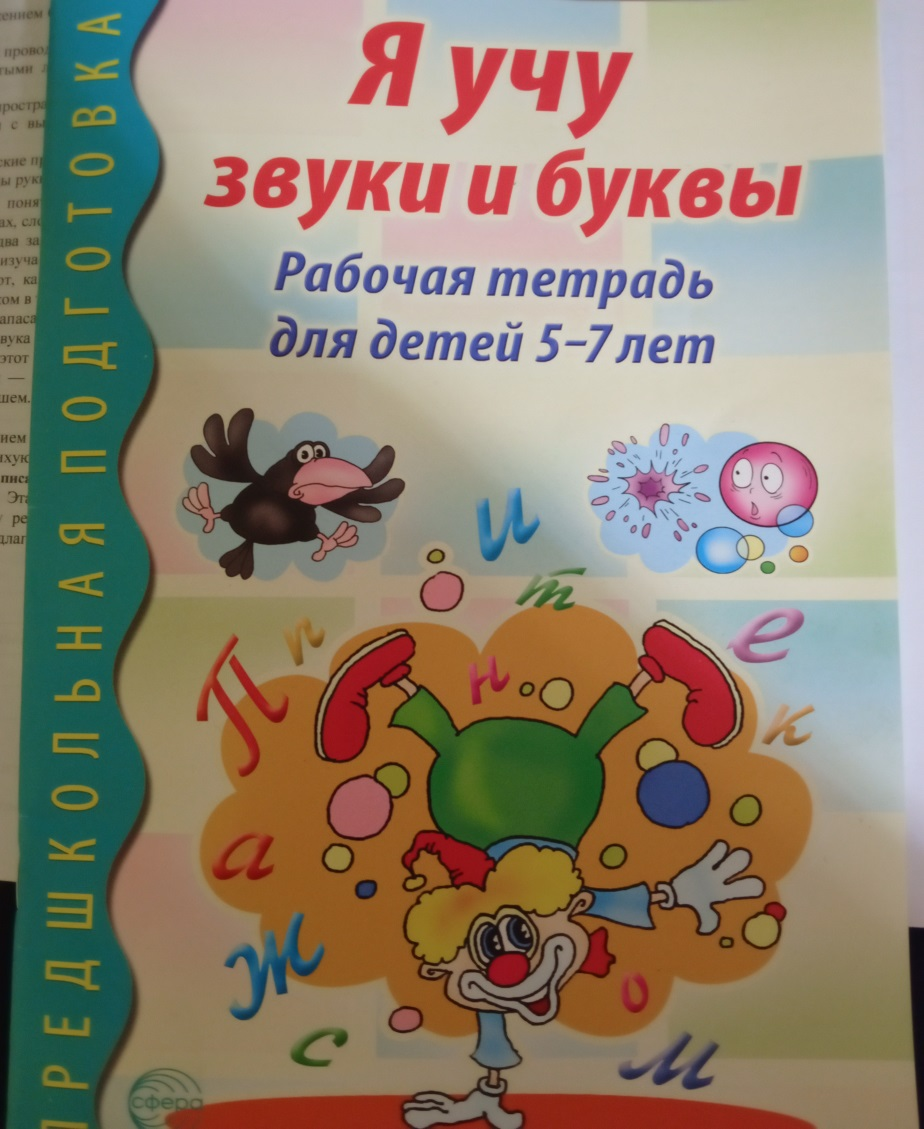 Я учу
звуки и буквы
Рабочая тетрадь
для детей 5–7 лет
ПРЕДШКОЛЬНАЯ ПОДГОТОВКА
и
т
е
П п
н
к
а
Ж
с
о
м
сфера